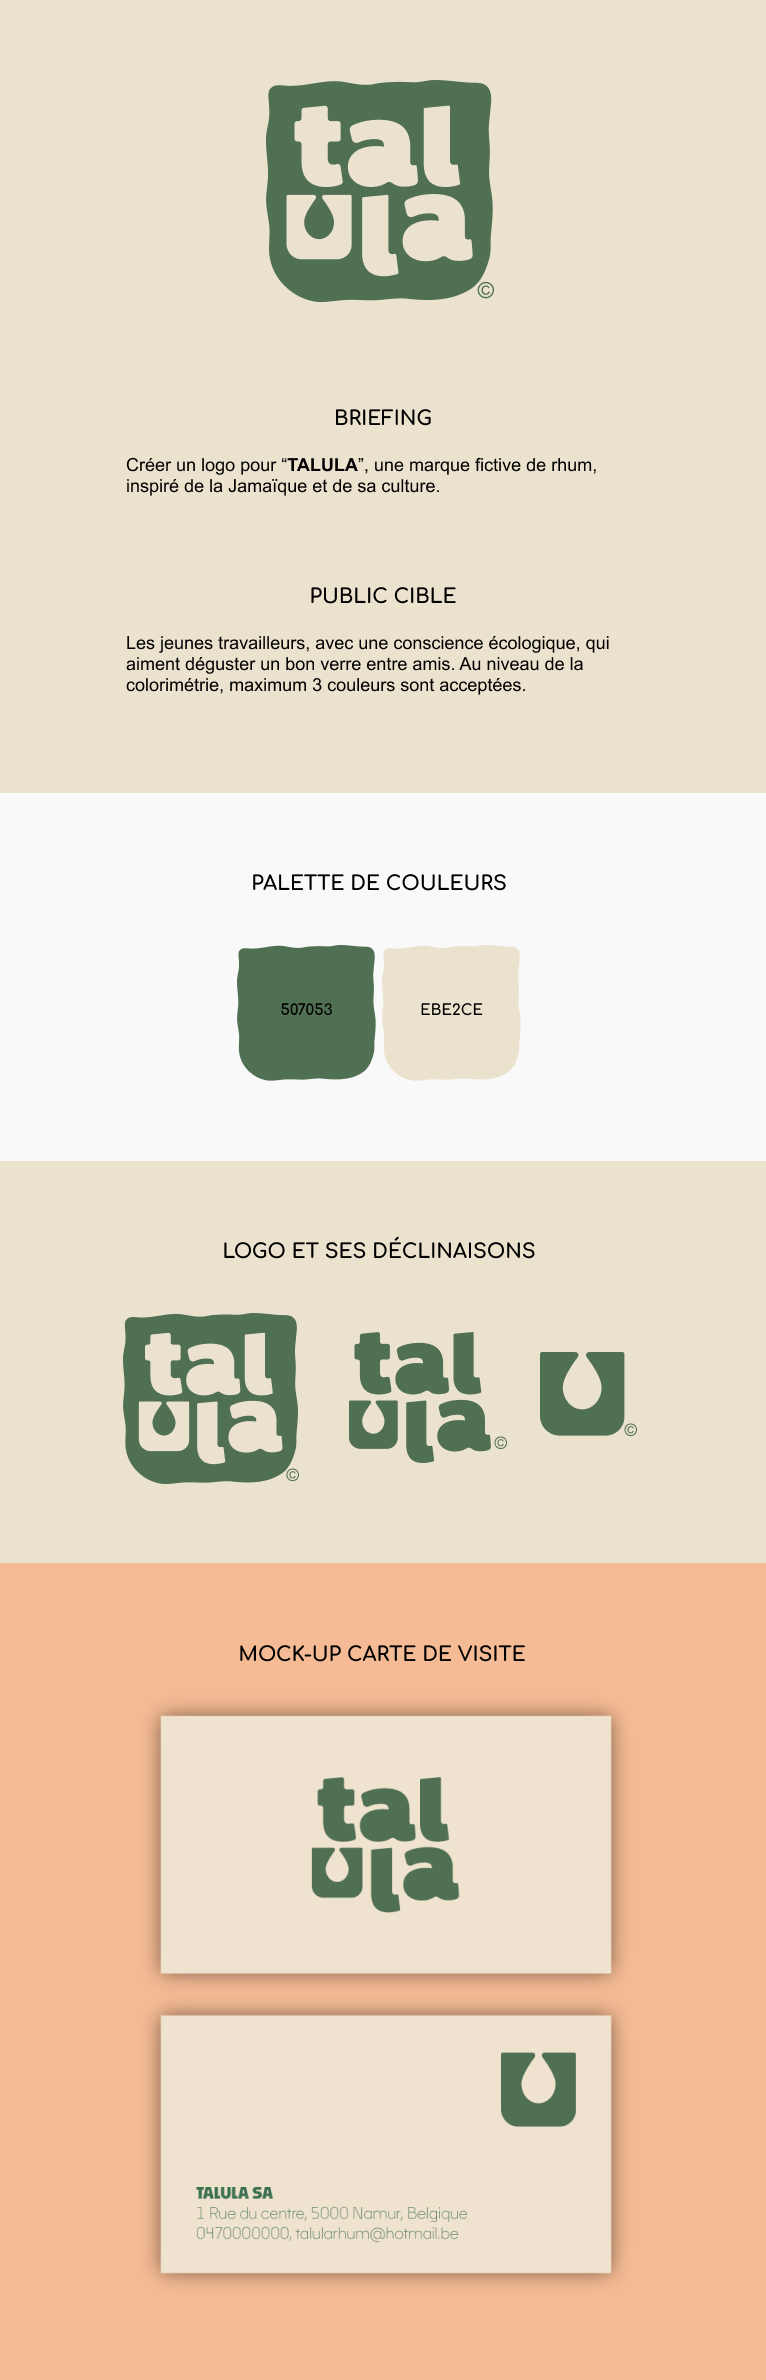 tal
ula
©
BRIEFING
Créer un logo pour “TALULA”, une marque fictive de rhum,
inspiré de la Jamaïque et de sa culture.
PUBLIC CIBLE
Les jeunes travailleurs, avec une conscience écologique, qui
aiment déguster un bon verre entre amis. Au niveau de la
colorimétrie, maximum 3 couleurs sont acceptées.
PALETTE DE COULEURS
507053
EBE2CE
LOGO ET SES DÉCLINAISONS
tal
ula
©
tal
ula
©
©
MOCK-UP CARTE DE VISITE
tal
ula
TALULA SA
1 Rue du centre, 5000 Namur, Belgique
0470000000, talularhum@hotmail.be